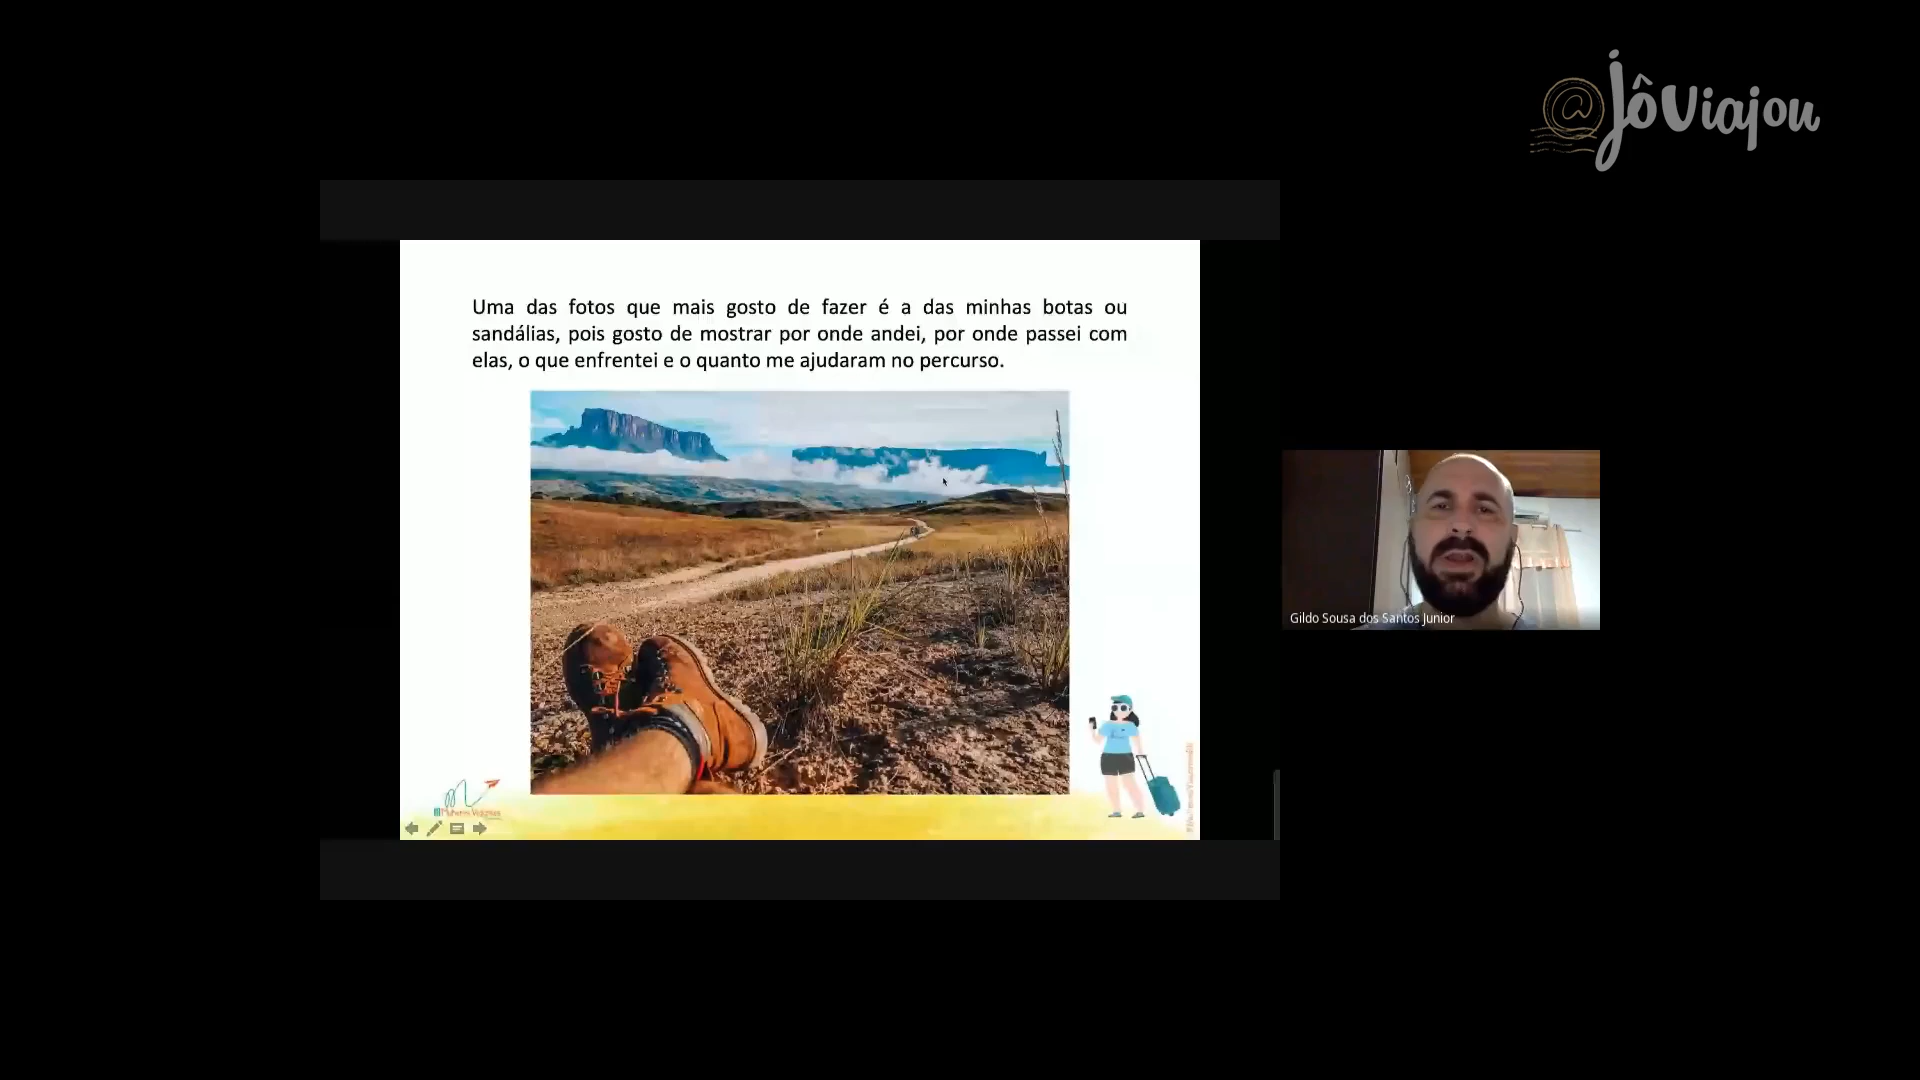 @jôviajou
Uma das fotos que mais gosto de fazer é a das minhas botas ou
sandálias, pois gosto de mostrar por onde andei, por onde passei com
elas, o que enfrentei e o quanto me ajudaram no percurso.
Gildo Sousa dos Santos Junior